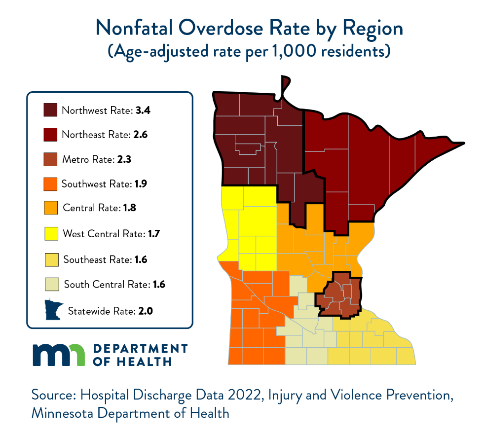 Nonfatal Overdose Rate by Region
(Age-adjusted rate per 1,000 residents)
Northwest Rate: 3.4
Northeast Rate: 2.6
Metro Rate: 2.3
Southwest Rate: 1.9
Central Rate: 1.8
West Central Rate: 1.7
Southeast Rate: 1.6
South Central Rate: 1.6
Statewide Rate: 2.0
mn DEPARTMENT
OF HEALTH
Source: Hospital Discharge Data 2022, Injury and Violence Prevention,
Minnesota Department of Health